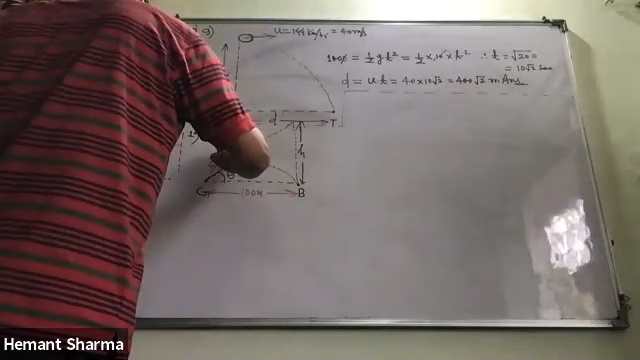 u = 144 Km/hr = 40 m/s
1000 = ½ g t² = ½ × 10 × t² ∴ t = √200
= 10√2 Sec
d = ut = 40 × 10√2 = 400√2 m Ans
d T
h
θ
G 100m B
Hemant Sharma